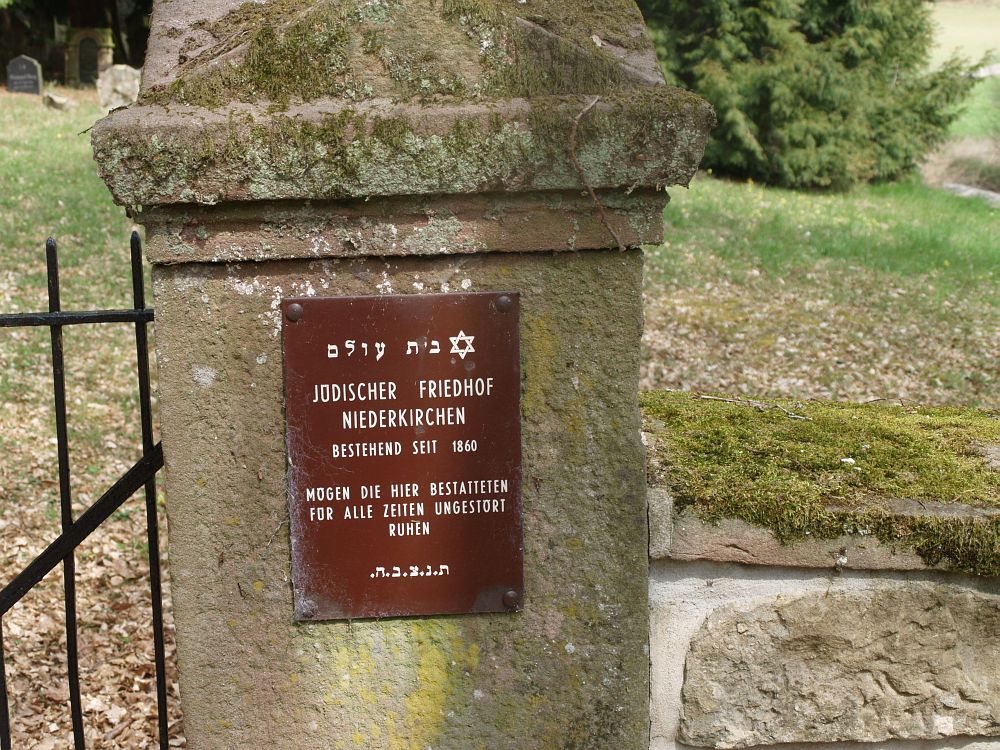 בית עולם
JÜDISCHER FRIEDHOF
NIEDERKIRCHEN
BESTEHEND SEIT 1860
MÖGEN DIE HIER BESTATTETEN
FÜR ALLE ZEITEN UNGESTÖRT
RUHEN
ת.נ.צ.ב.ה.